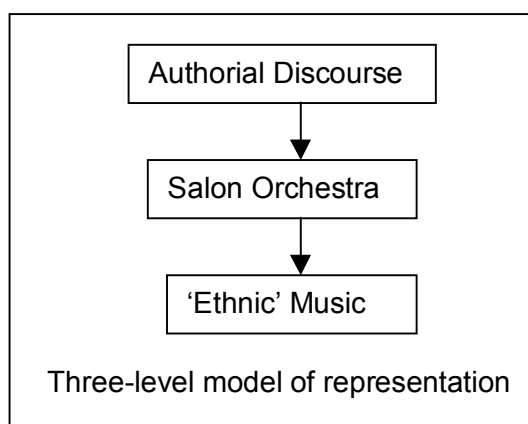 Authorial Discourse
Salon Orchestra
‘Ethnic’ Music
Three-level model of representation